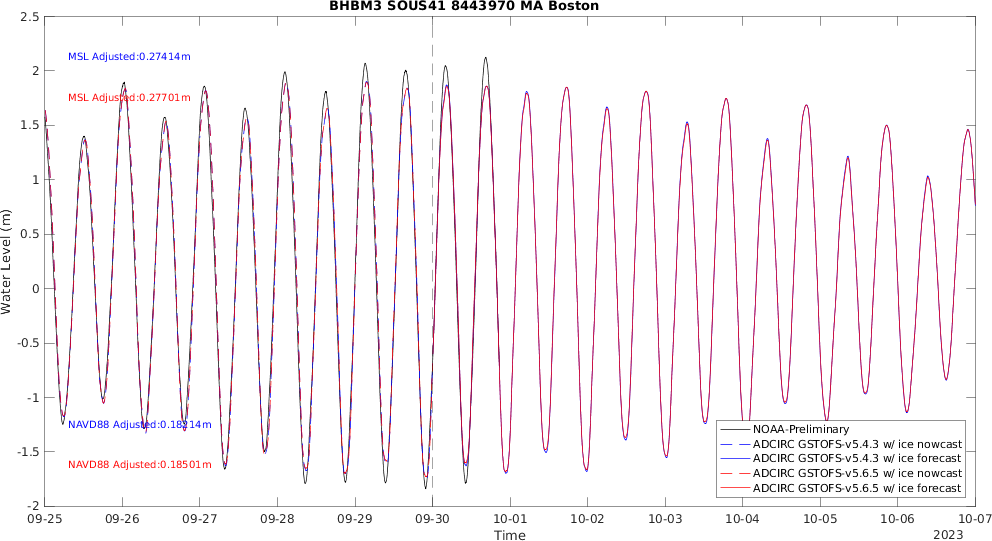 BHBM3 SOUS41 8443970 MA Boston
2.5
2
1.5
1
0.5
0
-0.5
-1
-1.5
-2
Water Level (m)
MSL Adjusted:0.27414m
MSL Adjusted:0.27701m
NAVD88 Adjusted:0.18214m
NAVD88 Adjusted:0.18501m
NOAA-Preliminary
ADCIRC GSTOFS-v5.4.3 w/ ice nowcast
ADCIRC GSTOFS-v5.4.3 w/ ice forecast
ADCIRC GSTOFS-v5.6.5 w/ ice nowcast
ADCIRC GSTOFS-v5.6.5 w/ ice forecast
09-25 09-26 09-27 09-28 09-29 09-30 10-01 10-02 10-03 10-04 10-05 10-06 10-07
Time
2023